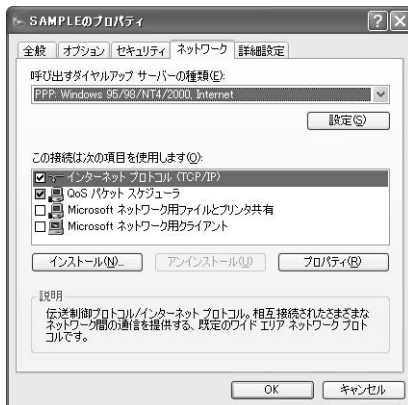 SAMPLEのプロパティ
全般 オプション セキュリティ ネットワーク 詳細設定
呼び出すダイヤルアップ サーバーの種類(E):
PPP: Windows 95/98/NT4/2000, Internet
設定(S)
この接続は次の項目を使用します(O):
インターネット プロトコル (TCP/IP)
QoS パケット スケジューラ
Microsoft ネットワーク用ファイルとプリンタ共有
Microsoft ネットワーク用クライアント
インストール(N)... アンインストール(U) プロパティ(R)
説明
伝送制御プロトコル/インターネット プロトコル。相互接続されたさまざまな
ネットワーク間の通信を提供する、既定のワイド エリア ネットワーク プロト
コルです。
OK キャンセル